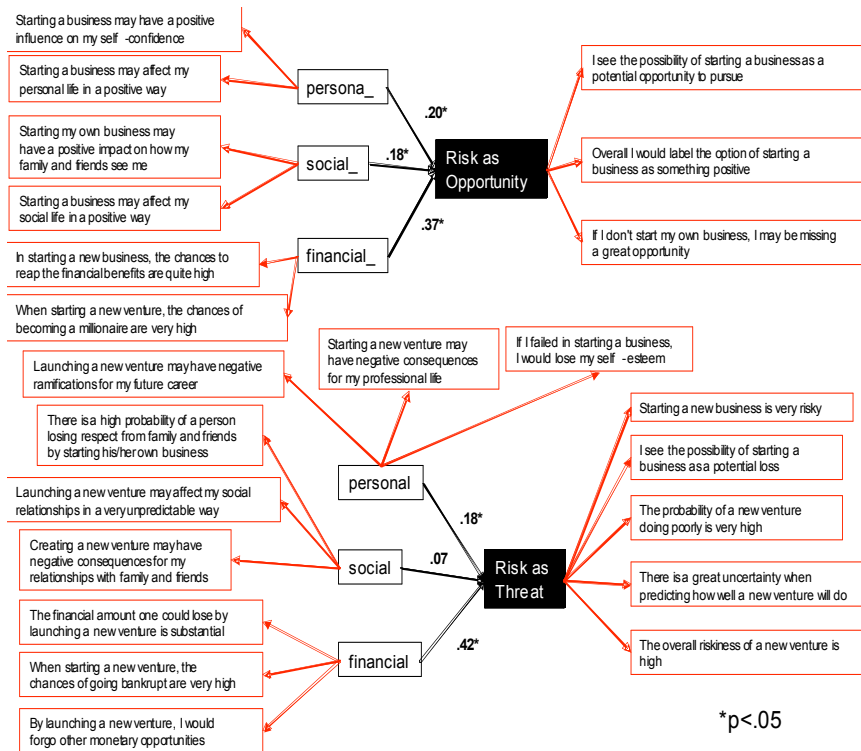 Starting a business may have a positive
influence on my self -confidence
Starting a business may affect my
personal life in a positive way
Starting my own business may
have a positive impact on how my
family and friends see me
Starting a business may affect my
social life in a positive way
In starting a new business, the chances to
reap the financial benefits are quite high
When starting a new venture, the chances of
becoming a millionaire are very high
persona_
social_
financial_
.20*
.18*
.37*
Risk as
Opportunity
I see the possibility of starting a business as a
potential opportunity to pursue
Overall I would label the option of starting a
business as something positive
If I don't start my own business, I may be missing
a great opportunity
Launching a new venture may have negative
ramifications for my future career
Starting a new venture may
have negative consequences
for my professional life
If I failed in starting a business,
I would lose my self -esteem
There is a high probability of a person
losing respect from family and friends
by starting his/her own business
Launching a new venture may affect my social
relationships in a very unpredictable way
Creating a new venture may have
negative consequences for my
relationships with family and friends
The financial amount one could lose by
launching a new venture is substantial
When starting a new venture, the
chances of going bankrupt are very high
By launching a new venture, I would
forgo other monetary opportunities
personal
social
financial
.18*
.07
.42*
Risk as
Threat
Starting a new business is very risky
I see the possibility of starting a
business as a potential loss
The probability of a new venture
doing poorly is very high
There is a great uncertainty when
predicting how well a new venture will do
The overall riskiness of a new venture is
high
*p<.05